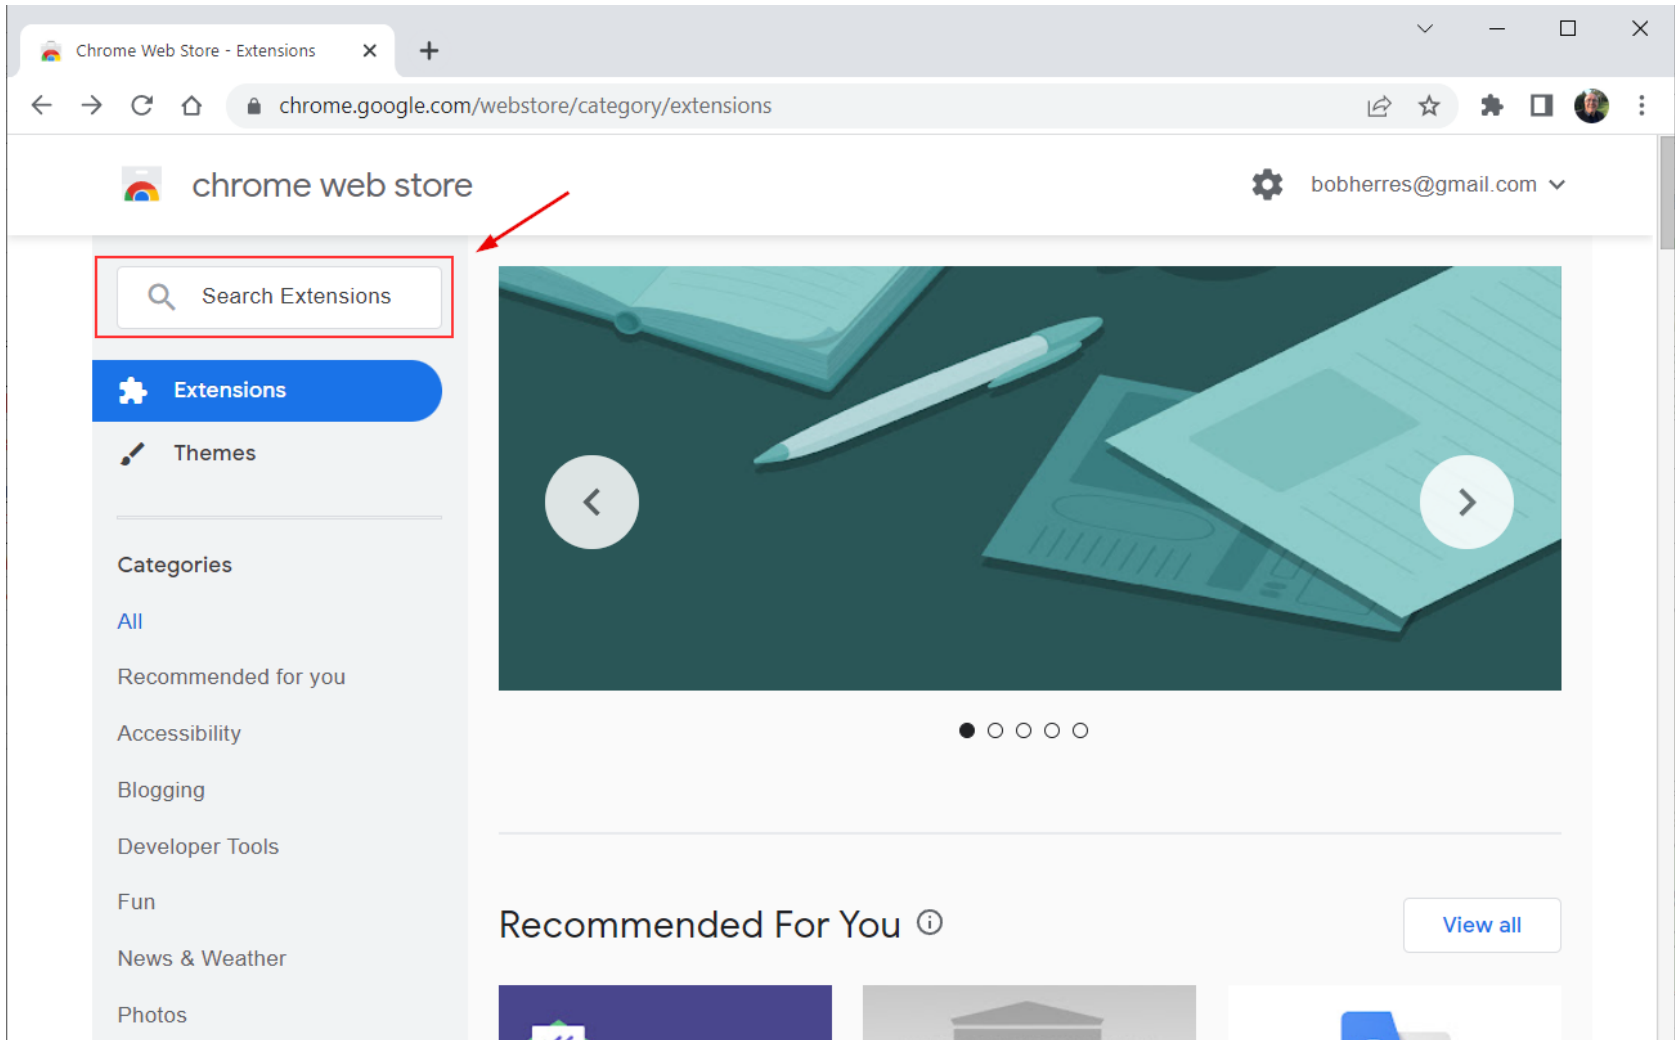 Chrome Web Store - Extensions
chrome.google.com/webstore/category/extensions
chrome web store
bobherres@gmail.com
Search Extensions
Extensions
Themes
Categories
All
Recommended for you
Accessibility
Blogging
Developer Tools
Fun
News & Weather
Photos
Recommended For You
View all